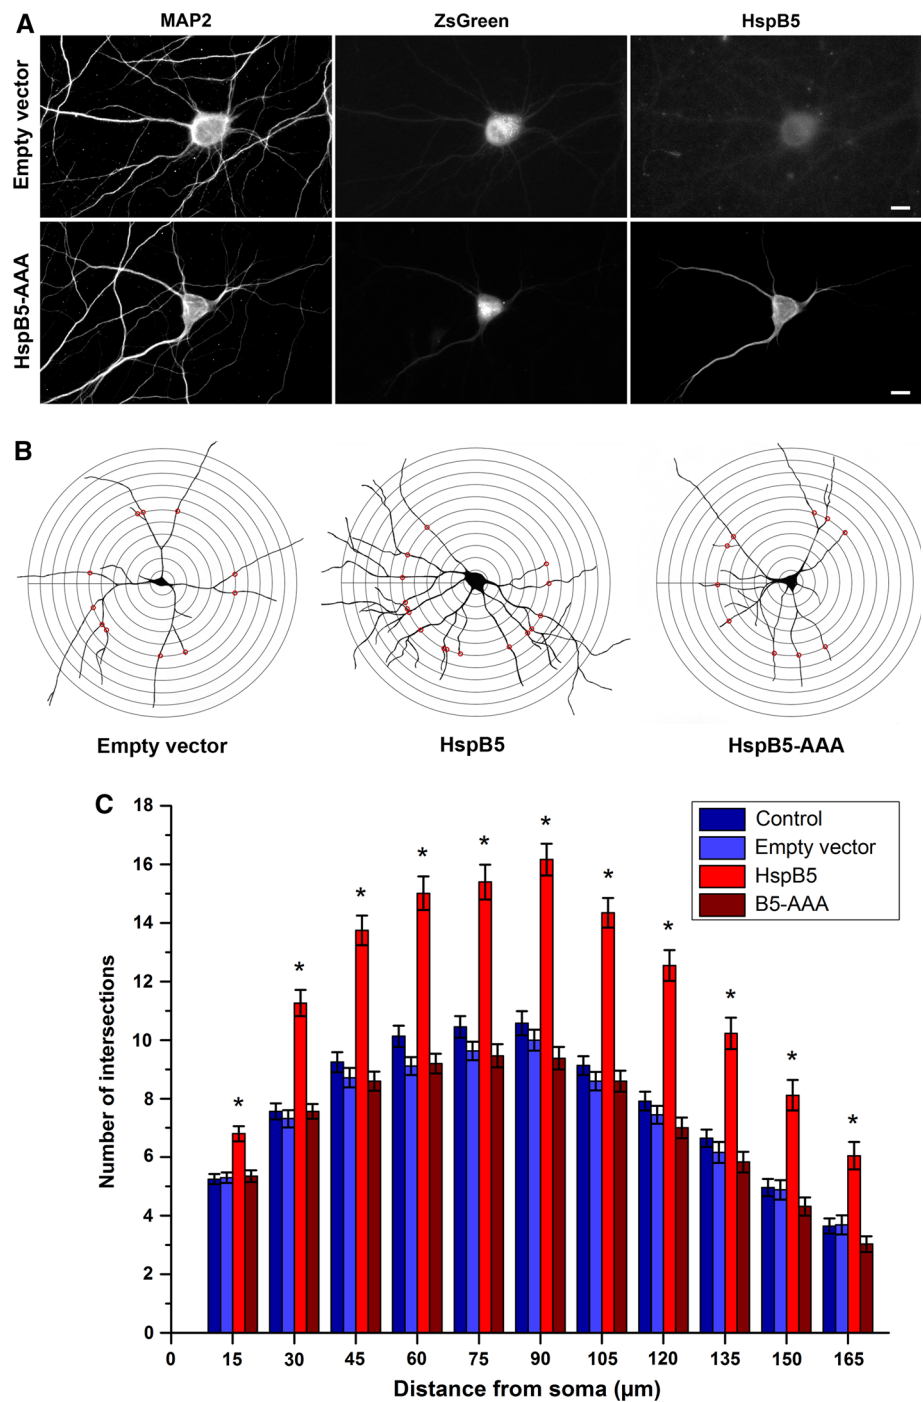 A
MAP2 ZsGreen HspB5
Empty vector
HspB5-AAA
B
Empty vector HspB5 HspB5-AAA
C
Control
Empty vector
HspB5
B5-AAA
Number of intersections
18
16
14
12
10
8
6
4
2
0
* * * * * * * * * * *
0 15 30 45 60 75 90 105 120 135 150 165
Distance from soma (µm)